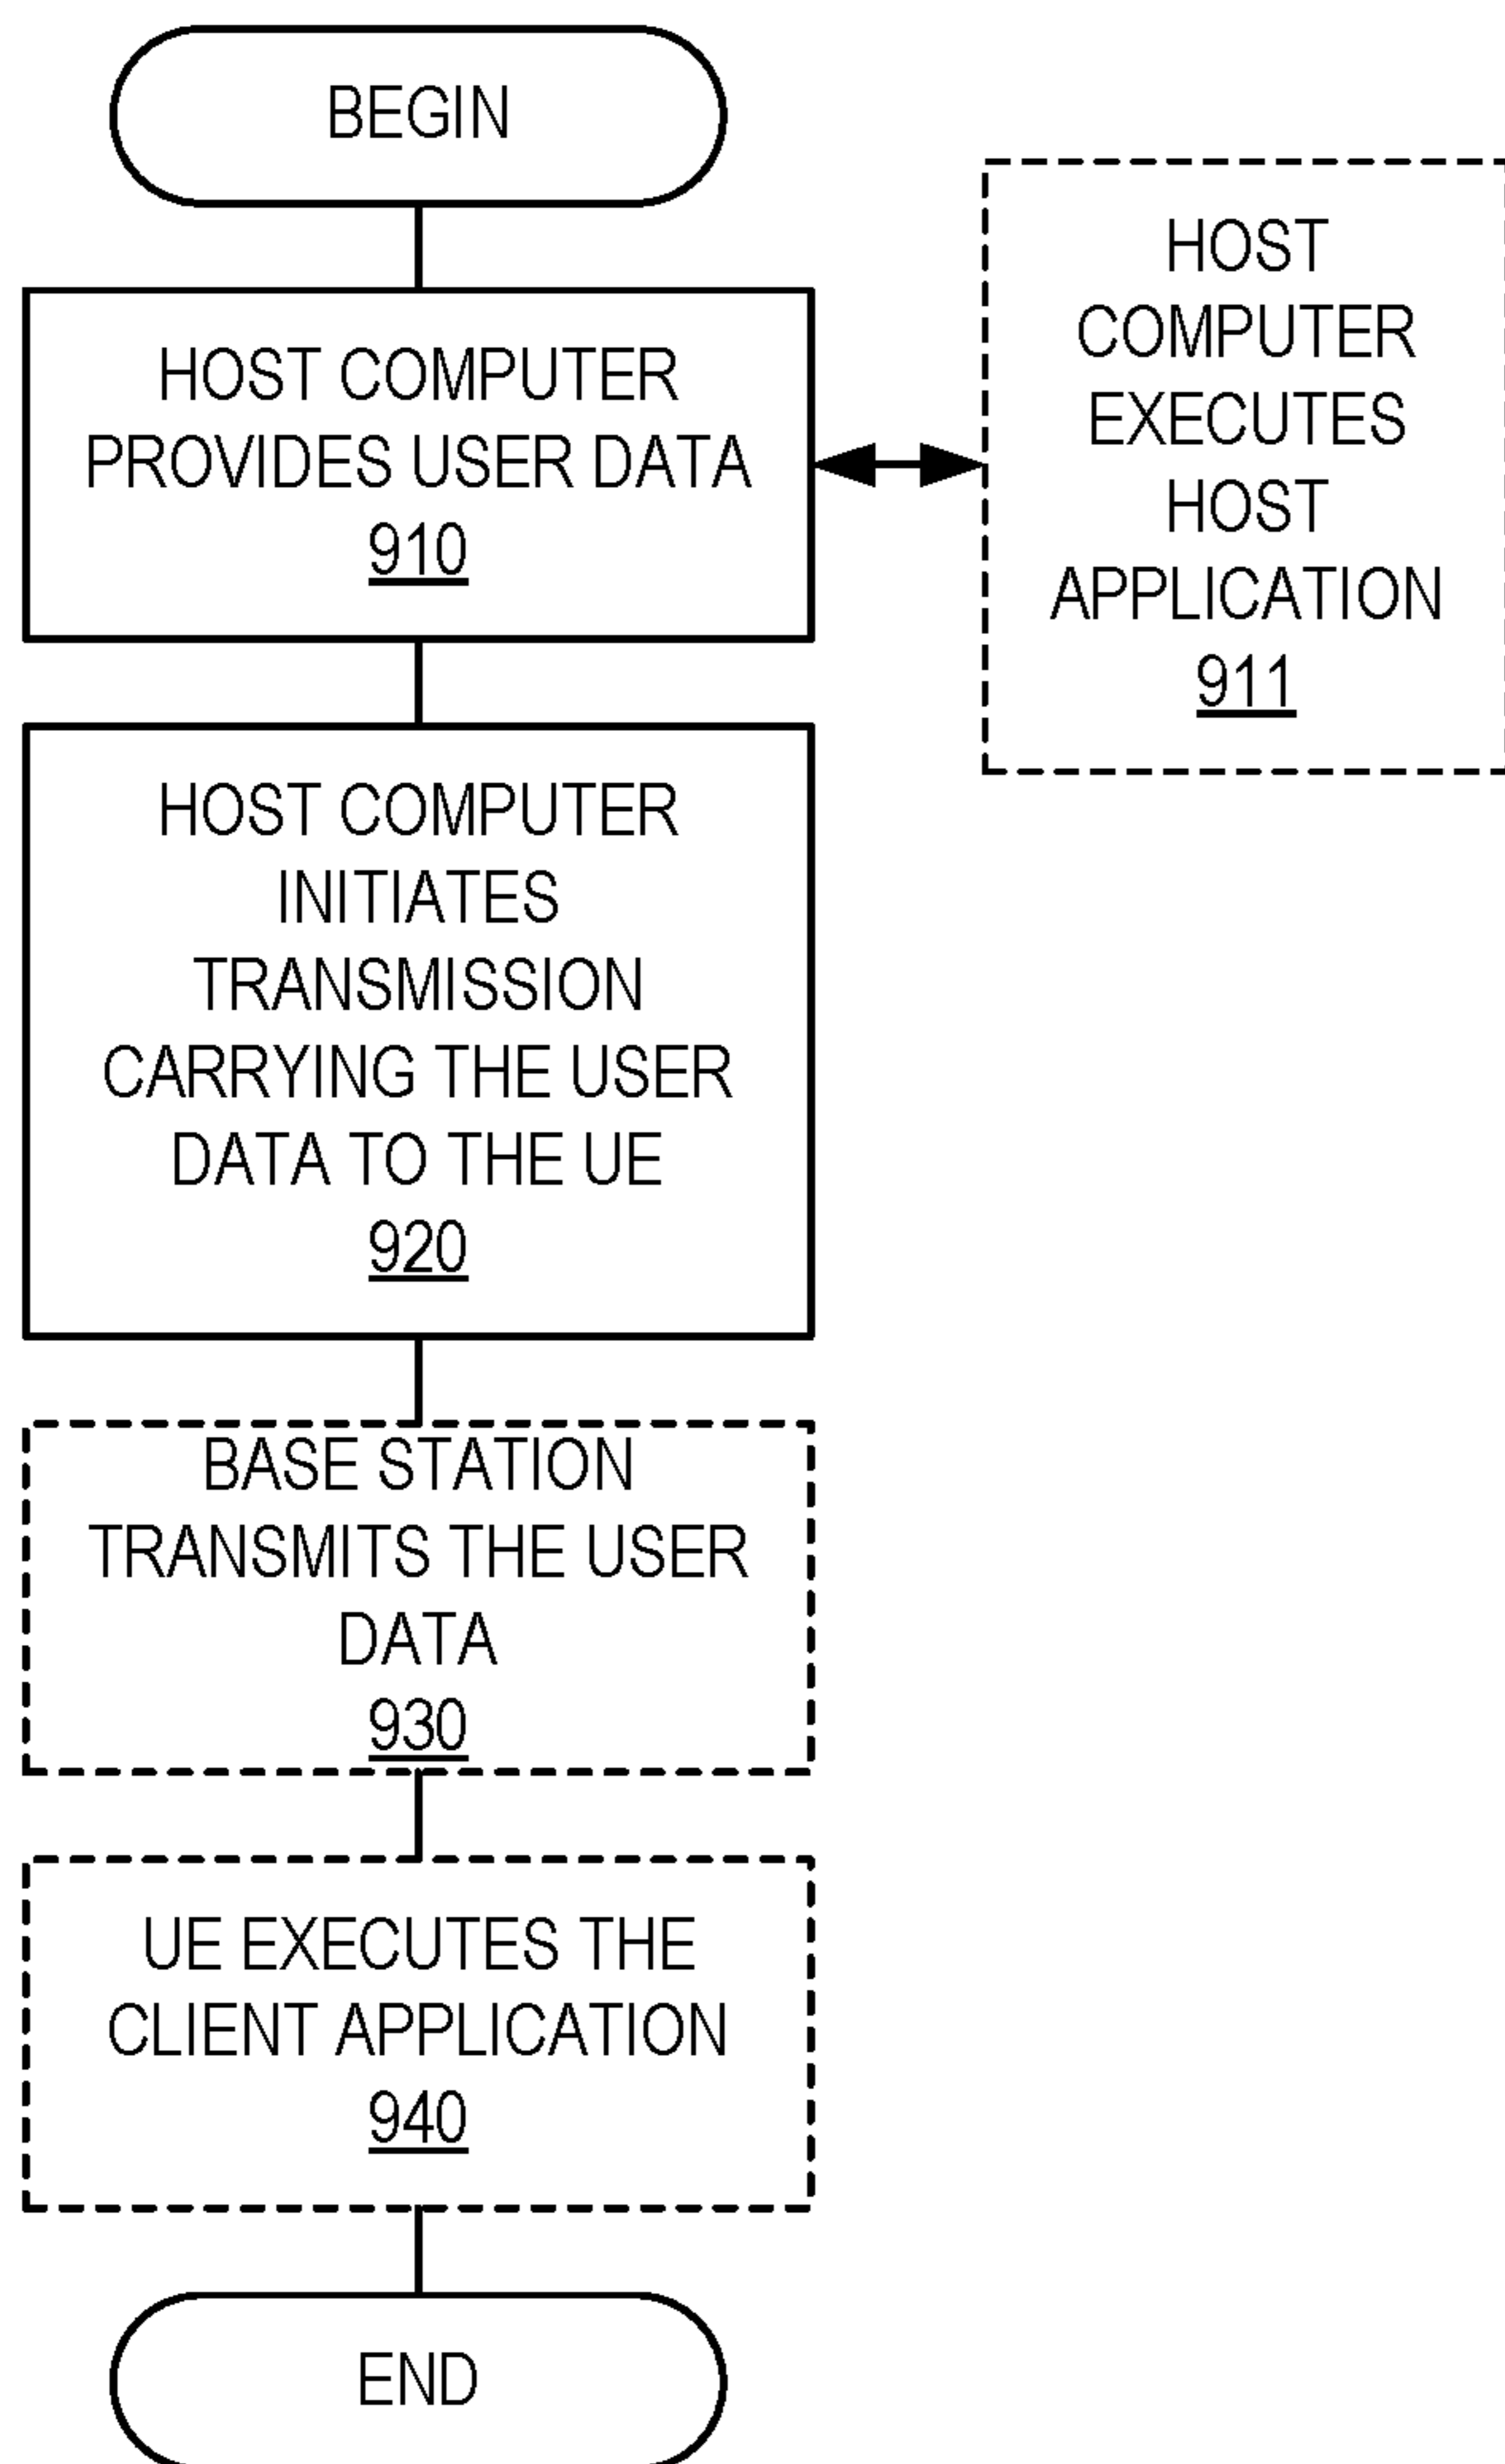 BEGIN
HOST COMPUTER
PROVIDES USER DATA
910
HOST
COMPUTER
EXECUTES
HOST
APPLICATION
911
HOST COMPUTER
INITIATES
TRANSMISSION
CARRYING THE USER
DATA TO THE UE
920
BASE STATION
TRANSMITS THE USER
DATA
930
UE EXECUTES THE
CLIENT APPLICATION
940
END